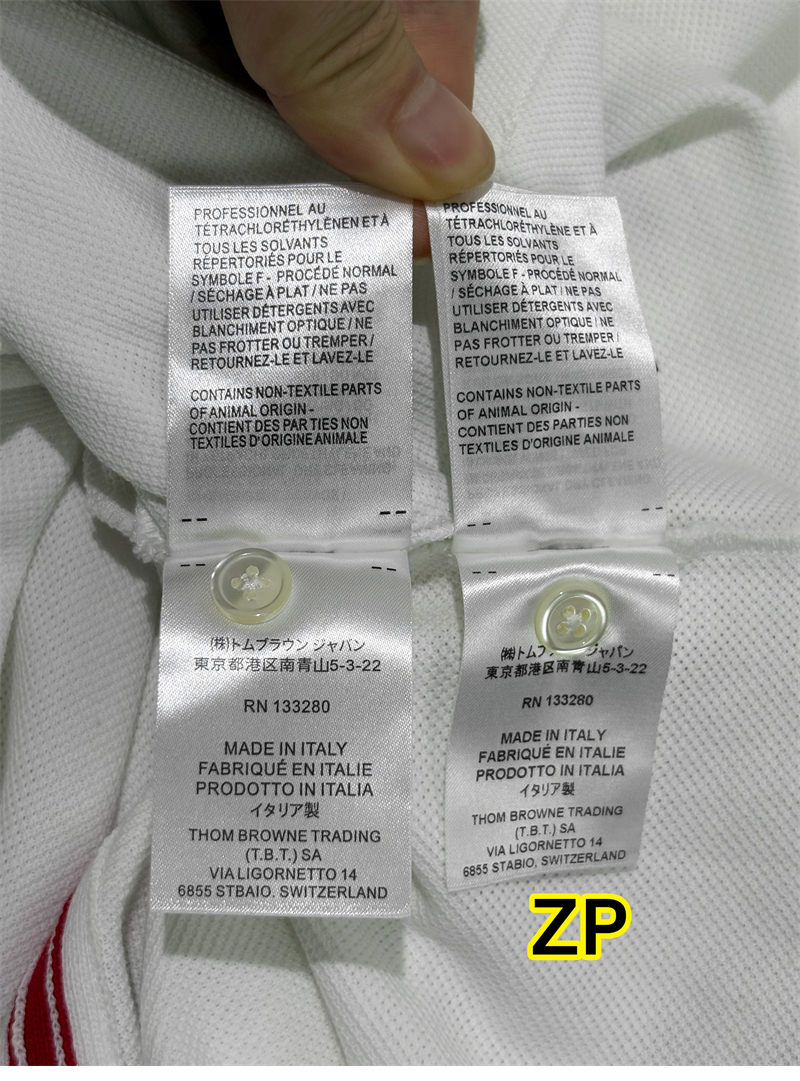 PROFESSIONNEL AU
TÉTRACHLORÉTHYLÈNEN ET À
TOUS LES SOLVANTS
RÉPERTORIÉS POUR LE
SYMBOLE F - PROCÉDÉ NORMAL
/ SÉCHAGE À PLAT / NE PAS
UTILISER DÉTERGENTS AVEC
BLANCHIMENT OPTIQUE / NE
PAS FROTTER OU TREMPER /
RETOURNEZ-LE ET LAVEZ-LE
CONTAINS NON-TEXTILE PARTS
OF ANIMAL ORIGIN -
CONTIENT DES PARTIES NON
TEXTILES D'ORIGINE ANIMALE
(株)トムブラウン ジャパン
東京都港区南青山5-3-22
RN 133280
MADE IN ITALY
FABRIQUÉ EN ITALIE
PRODOTTO IN ITALIA
イタリア製
THOM BROWNE TRADING
(T.B.T.) SA
VIA LIGORNETTO 14
6855 STBAIO. SWITZERLAND
PROFESSIONNEL AU
TÉTRACHLORÉTHYLÈNE ET À
TOUS LES SOLVANTS
RÉPERTORIÉS POUR LE
SYMBOLE F - PROCÉDÉ NORMAL
/ SÉCHAGE À PLAT / NE PAS
UTILISER DÉTERGENTS AVEC
BLANCHIMENT OPTIQUE / NE
PAS FROTTER OU TREMPER /
RETOURNEZ-LE ET LAVEZ-LE
CONTAINS NON-TEXTILE PARTS
OF ANIMAL ORIGIN -
CONTIENT DES PARTIES NON
TEXTILES D'ORIGINE ANIMALE
(株)トムブ ジャパン
東京都港区南青山5-3-22
RN 133280
MADE IN ITALY
FABRIQUÉ EN ITALIE
PRODOTTO IN ITALIA
イタリア製
THOM BROWNE TRADING
(T.B.T.) SA
VIA LIGORNETTO 14
6855 STABIO, SWITZERLAND
ZP